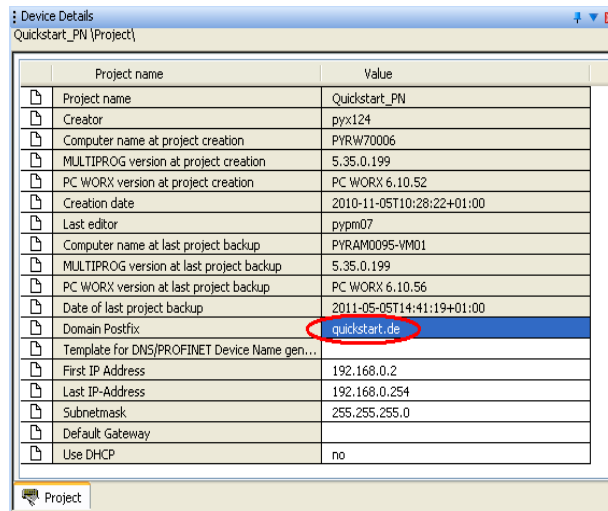 Device Details
Quickstart_PN \Project\
Project name Value
Project name Quickstart_PN
Creator pyx124
Computer name at project creation PYRW70006
MULTIPROG version at project creation 5.35.0.199
PC WORX version at project creation PC WORX 6.10.52
Creation date 2010-11-05T10:28:22+01:00
Last editor pypm07
Computer name at last project backup PYRAM0095-VM01
MULTIPROG version at last project backup 5.35.0.199
PC WORX version at last project backup PC WORX 6.10.56
Date of last project backup 2011-05-05T14:41:19+01:00
Domain Postfix quickstart.de
Template for DNS/PROFINET Device Name gen...
First IP Address 192.168.0.2
Last IP-Address 192.168.0.254
Subnetmask 255.255.255.0
Default Gateway
Use DHCP no
Project